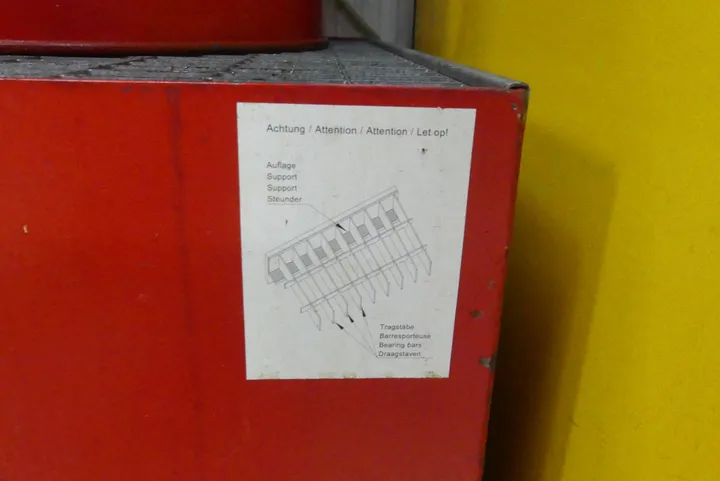 Achtung / Attention / Attention / Let op!
Auflage
Support
Support
Steunder
Tragstäbe
Barresporteuse
Bearing bars
Draagstaven